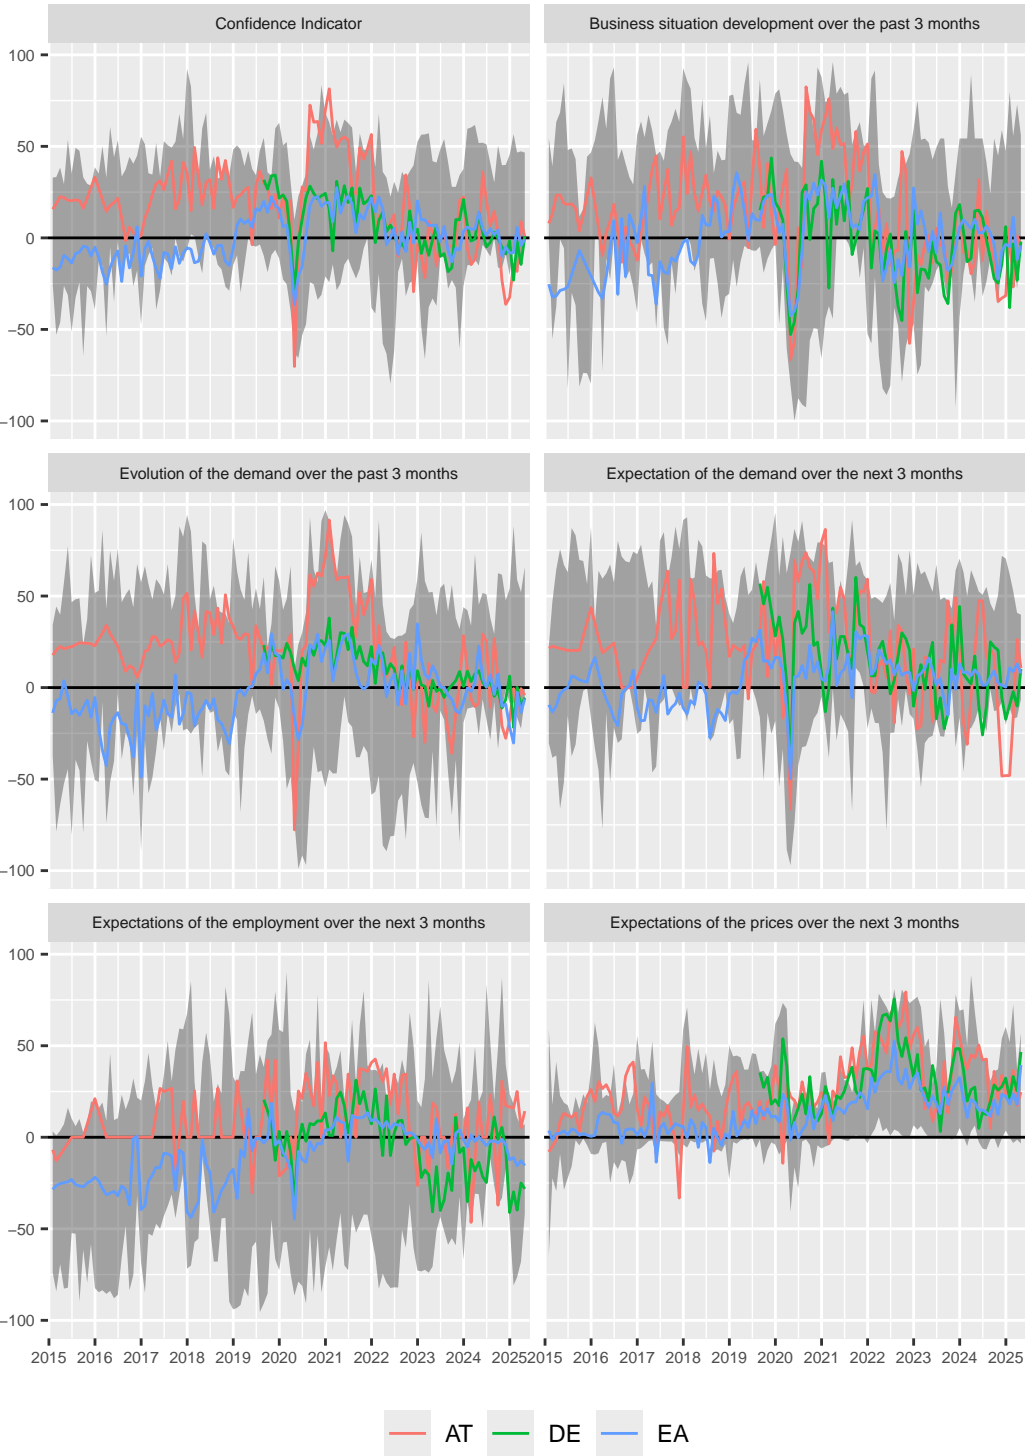 Confidence Indicator
Business situation development over the past 3 months
100
50
0
−50
−100
Evolution of the demand over the past 3 months
Expectation of the demand over the next 3 months
100
50
0
−50
−100
Expectations of the employment over the next 3 months
Expectations of the prices over the next 3 months
100
50
0
−50
−100
2015 2016 2017 2018 2019 2020 2021 2022 2023 2024 2025
2015 2016 2017 2018 2019 2020 2021 2022 2023 2024 2025
AT DE EA